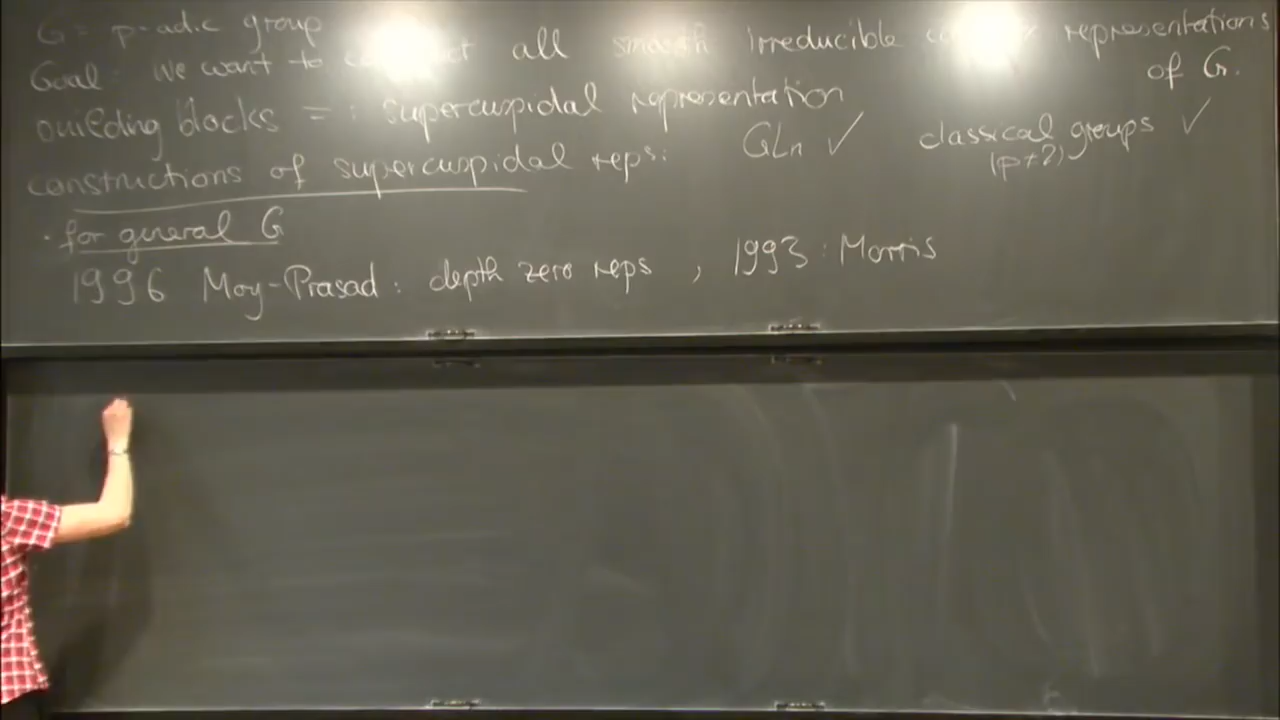 G = p-adic group
Goal: We want to construct all smooth irreducible representations
of G.
building blocks =: supercuspidal representation
constructions of supercuspidal reps: GLn ✓ classical groups ✓
(p≠2)
· for general G
1996 Moy-Prasad: depth zero reps , 1993: Morris